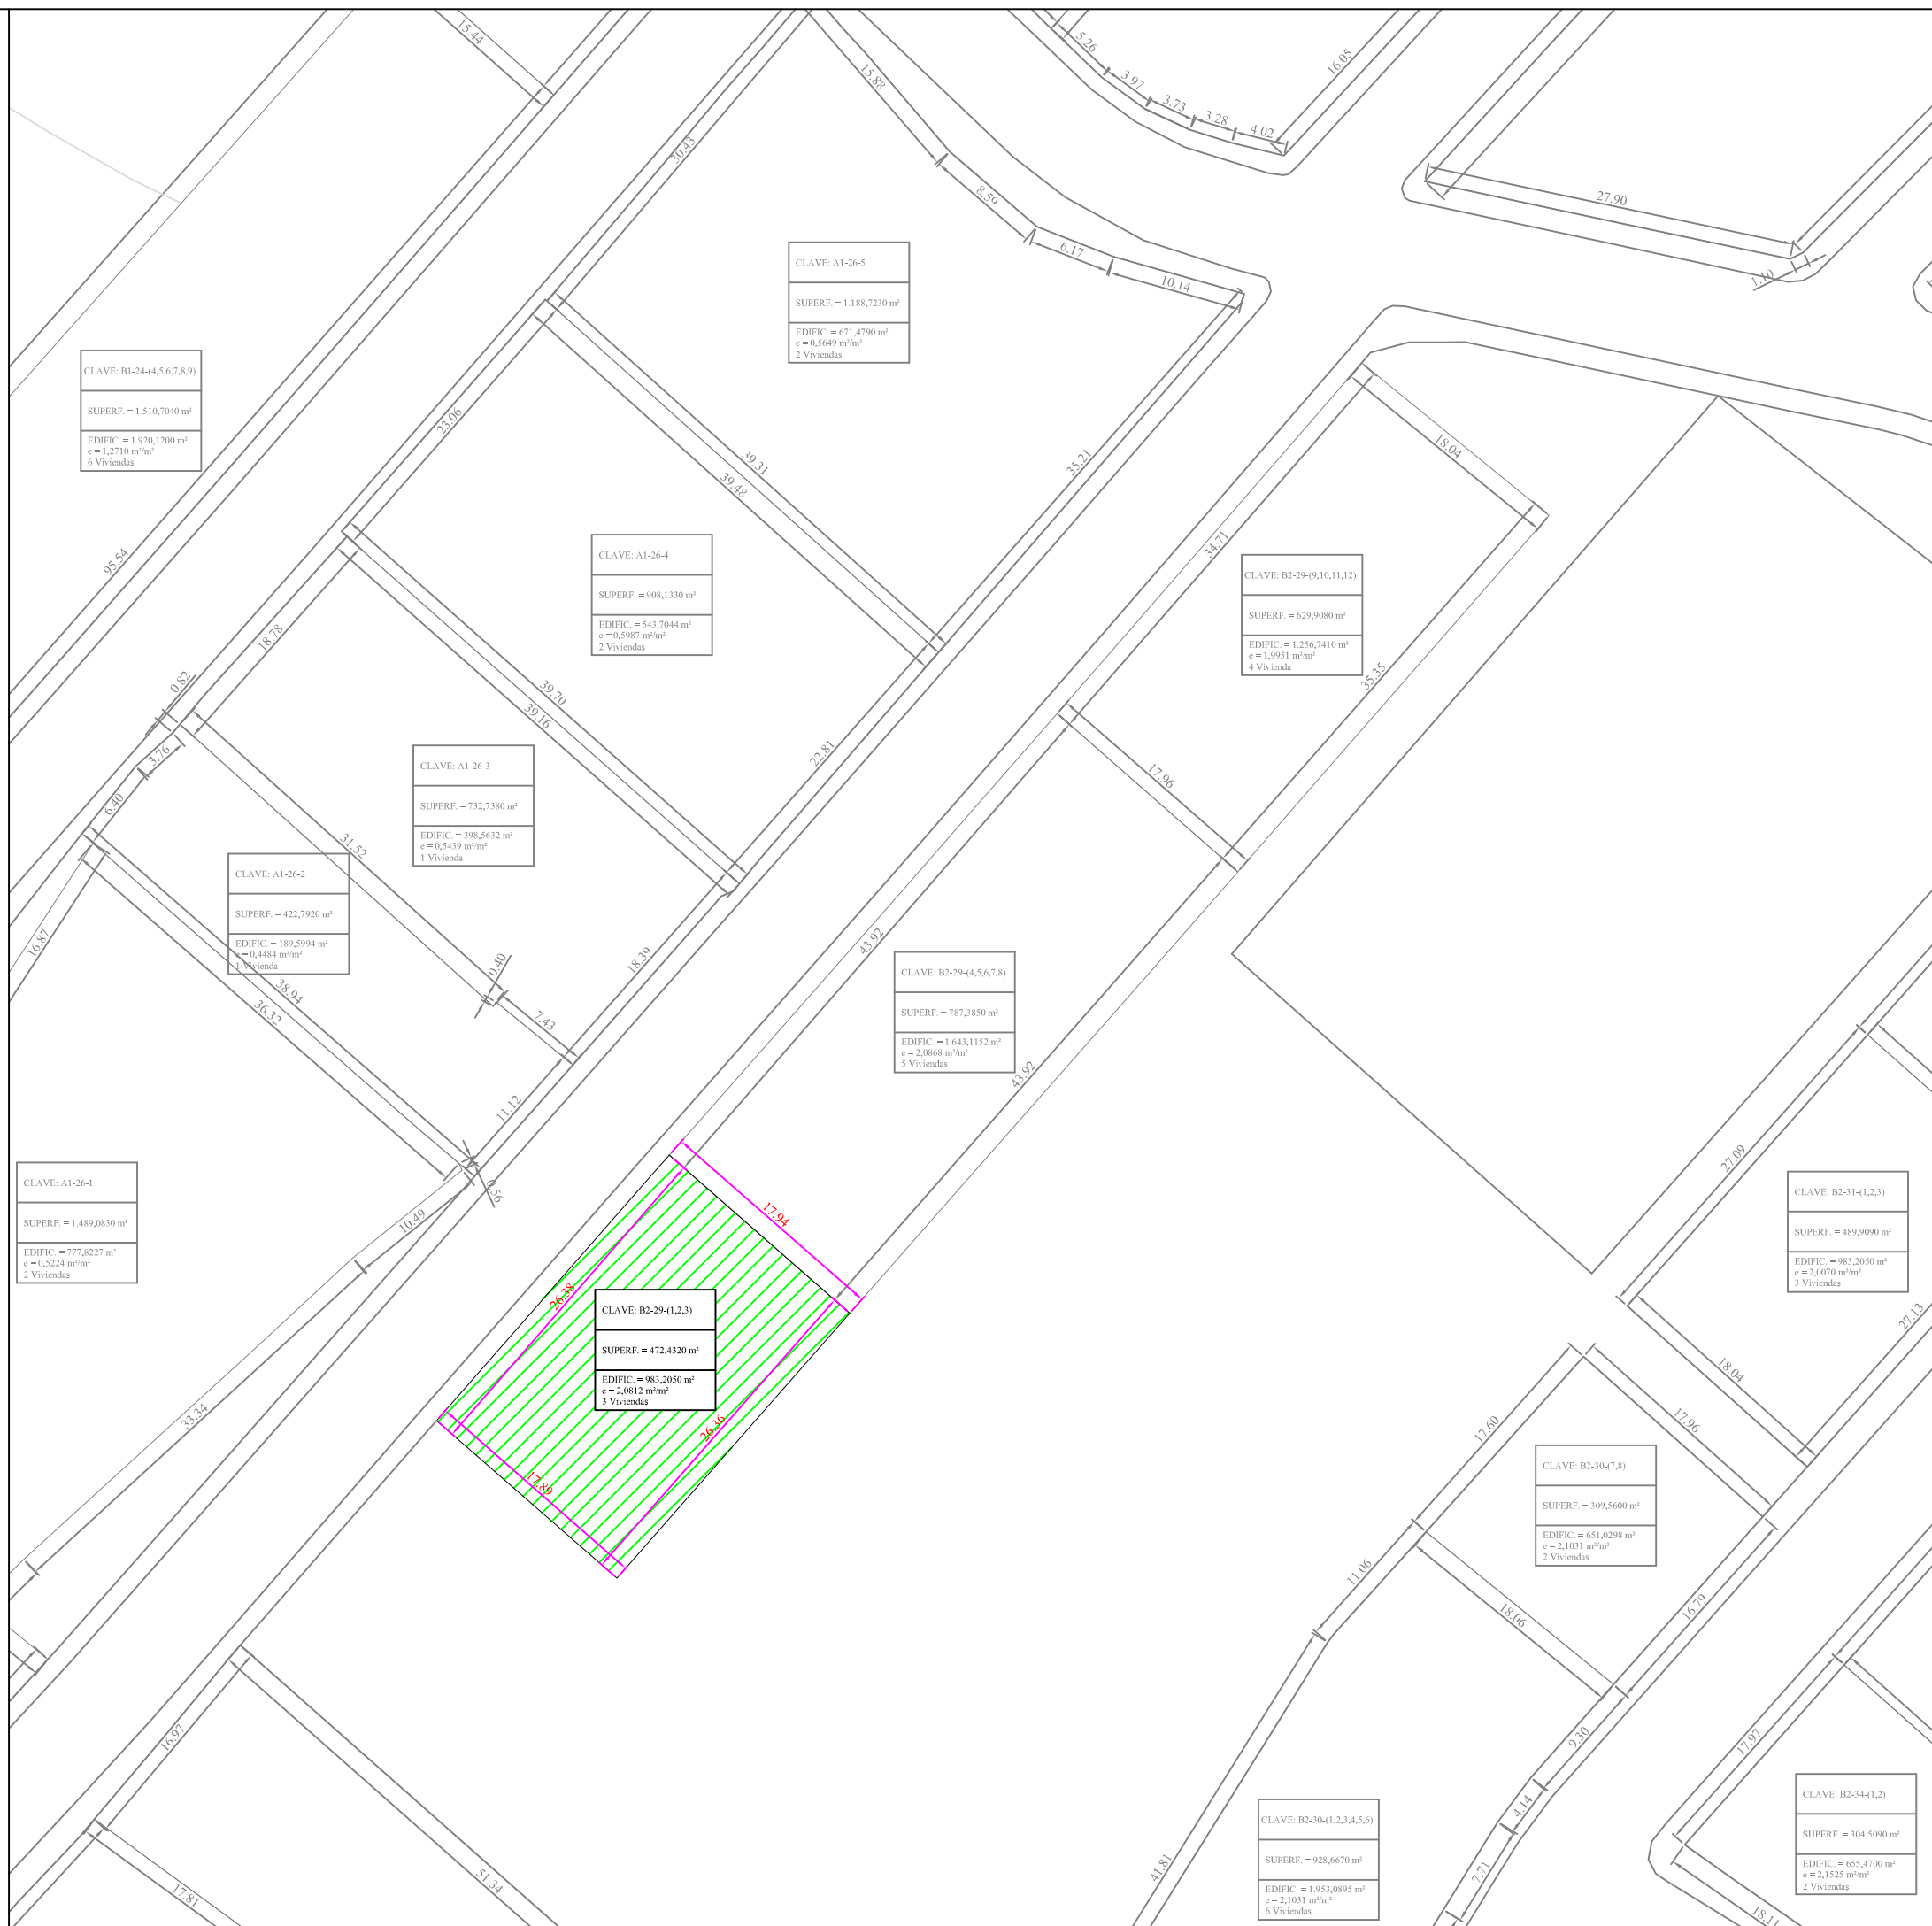 15.44
5.26
3.97
3.73
3.28
4.02
16.05
15.88
30.43
8.59
27.90
6.17
10.14
1.10
CLAVE: A1-26-5
SUPERF. = 1.188,7230 m²
EDIFIC. = 671,4790 m²
e = 0,5649 m²/m²
2 Viviendas
CLAVE: B1-24-(4,5,6,7,8,9)
SUPERF. = 1.510,7040 m²
EDIFIC. = 1.920,1200 m²
e = 1,2710 m²/m²
6 Viviendas
23.06
39.31
39.48
35.21
18.04
95.54
34.71
CLAVE: A1-26-4
SUPERF. = 908,1330 m²
EDIFIC. = 543,7044 m²
e = 0,5987 m²/m²
2 Viviendas
CLAVE: B2-29-(9,10,11,12)
SUPERF. = 629,9080 m²
EDIFIC. = 1.256,7410 m²
e = 1,9951 m²/m²
4 Vivienda
18.78
0.82
39.70
39.16
35.35
3.76
22.81
17.96
6.40
CLAVE: A1-26-3
SUPERF. = 732,7380 m²
EDIFIC. = 398,5632 m²
e = 0,5439 m²/m²
1 Vivienda
31.52
CLAVE: A1-26-2
SUPERF. = 422,7920 m²
EDIFIC. = 189,5994 m²
e = 0,4484 m²/m²
1 Vivienda
16.87
43.92
18.39
0.40
38.94
36.32
7.43
CLAVE: B2-29-(4,5,6,7,8)
SUPERF. = 787,3850 m²
EDIFIC. = 1.643,1152 m²
e = 2,0868 m²/m²
5 Viviendas
43.92
11.12
27.09
0.56
CLAVE: A1-26-1
SUPERF. = 1.489,0830 m²
EDIFIC. = 777,8227 m²
e = 0,5224 m²/m²
2 Viviendas
10.49
17.94
CLAVE: B2-31-(1,2,3)
SUPERF. = 489,9090 m²
EDIFIC. = 983,2050 m²
e = 2,0070 m²/m²
3 Viviendas
26.38
27.13
CLAVE: B2-29-(1,2,3)
SUPERF. = 472,4320 m²
EDIFIC. = 983,2050 m²
e = 2,0812 m²/m²
3 Viviendas
18.04
33.34
26.36
17.60
17.96
17.89
CLAVE: B2-30-(7,8)
SUPERF. = 309,5600 m²
EDIFIC. = 651,0298 m²
e = 2,1031 m²/m²
2 Viviendas
11.06
18.06
16.79
16.97
9.30
17.97
4.14
CLAVE: B2-34-(1,2)
SUPERF. = 304,5090 m²
EDIFIC. = 655,4700 m²
e = 2,1525 m²/m²
2 Viviendas
CLAVE: B2-30-(1,2,3,4,5,6)
SUPERF. = 928,6670 m²
EDIFIC. = 1.953,0895 m²
e = 2,1031 m²/m²
6 Viviendas
41.81
7.71
51.34
17.81
18.11